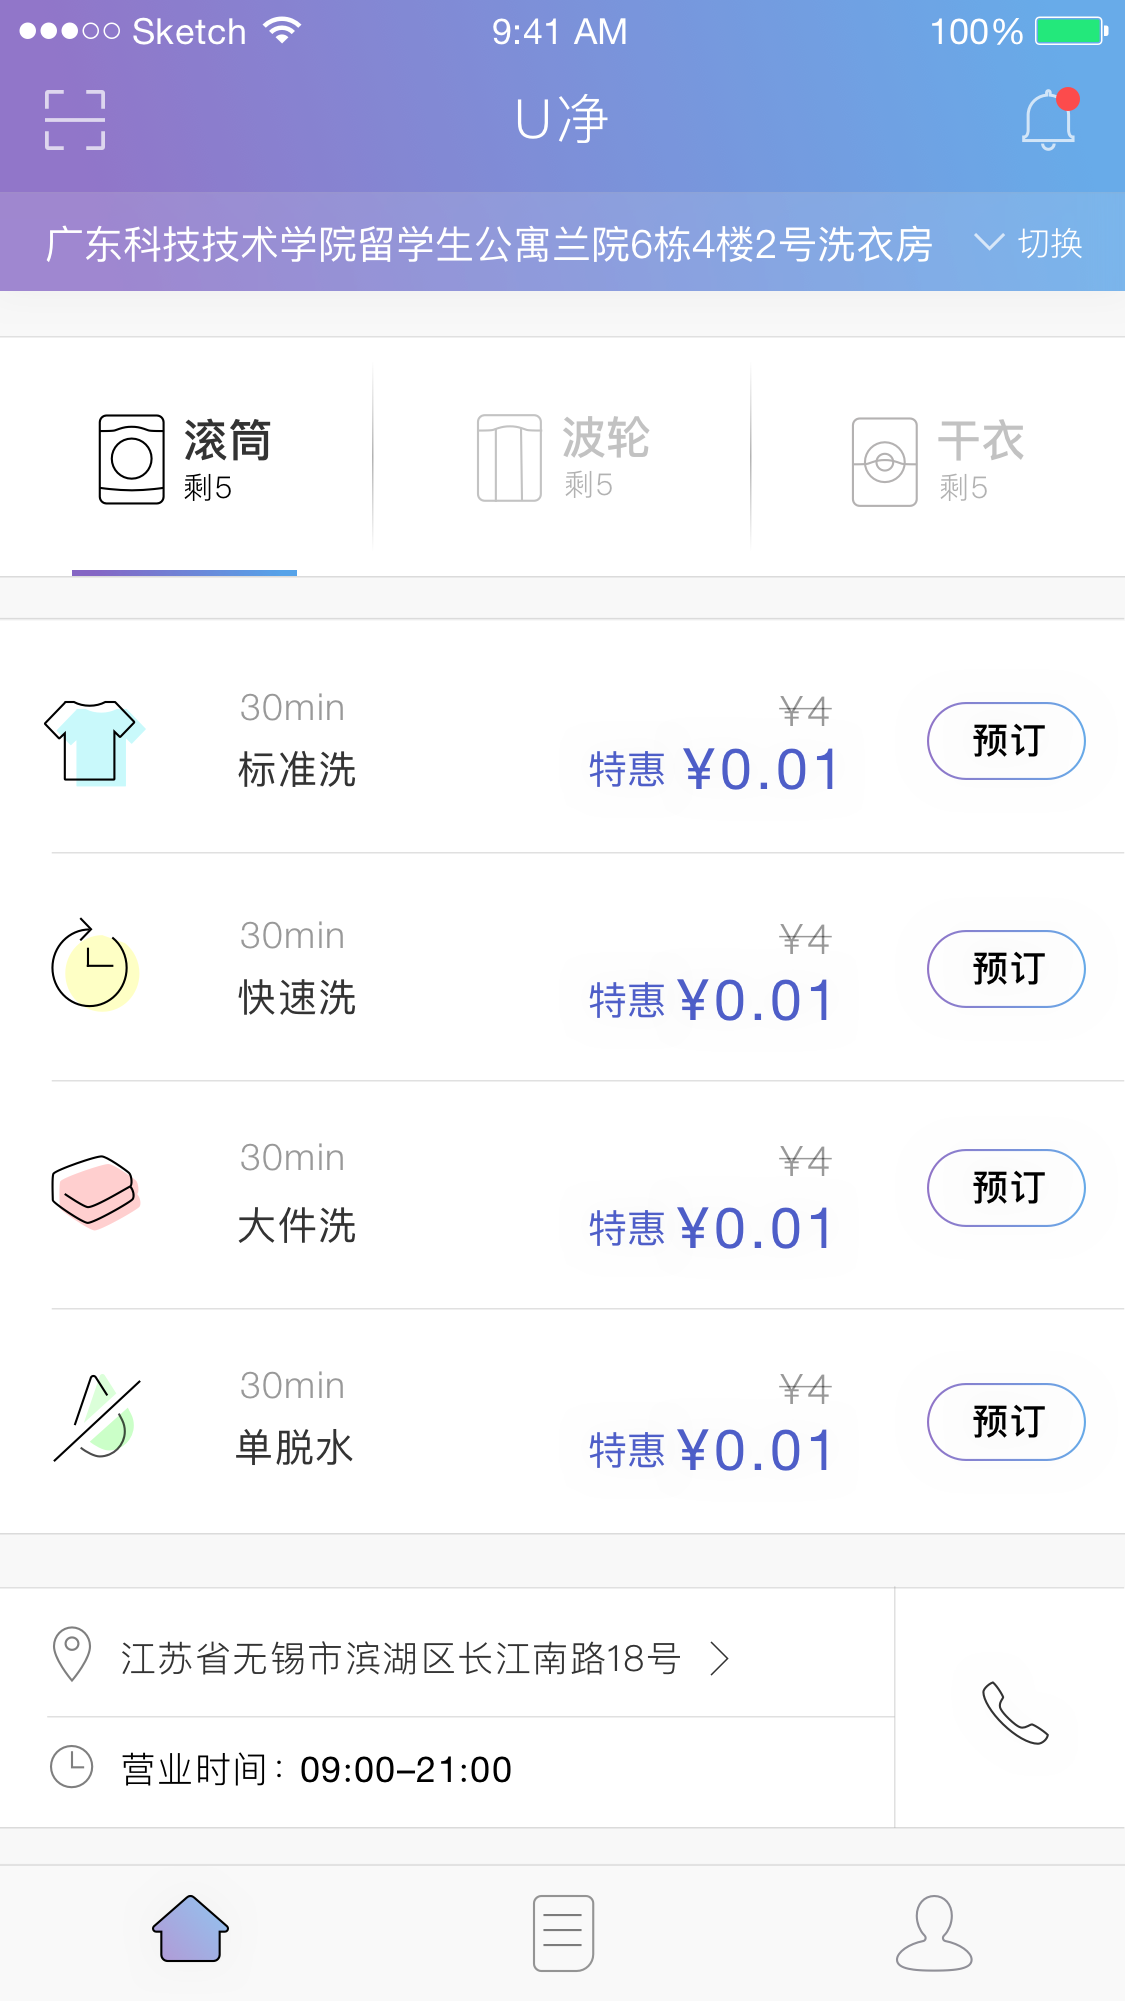 Sketch 9:41 AM 100%
U净
广东科技技术学院留学生公寓兰院6栋4楼2号洗衣房 切换
滚筒 波轮 干衣
剩5 剩5 剩5
30min ¥4
标准洗 特惠 ¥0.01 预订
30min ¥4
快速洗 特惠 ¥0.01 预订
30min ¥4
大件洗 特惠 ¥0.01 预订
30min ¥4
单脱水 特惠 ¥0.01 预订
江苏省无锡市滨湖区长江南路18号
营业时间：09:00–21:00